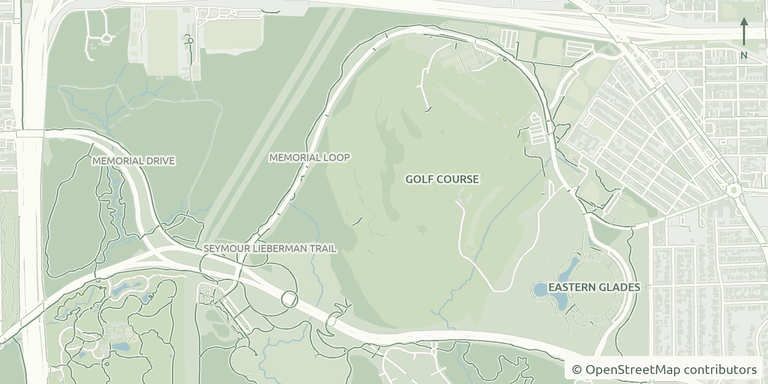 N
MEMORIAL DRIVE
MEMORIAL LOOP
GOLF COURSE
SEYMOUR LIEBERMAN TRAIL
EASTERN GLADES
© OpenStreetMap contributors